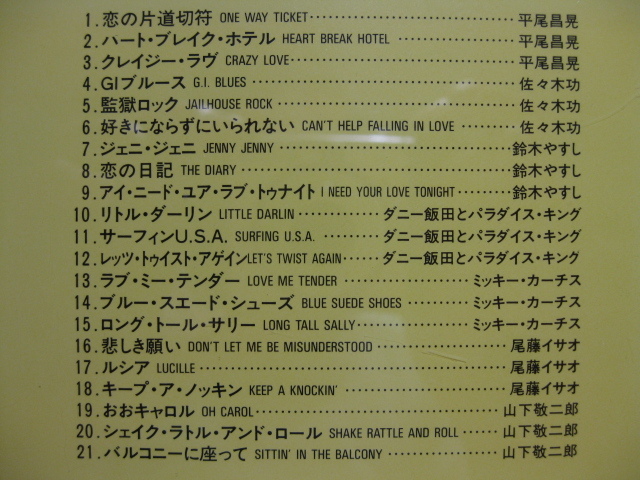 1. 恋の片道切符 ONE WAY TICKET……………………平尾昌晃
2. ハート・ブレイク・ホテル HEART BREAK HOTEL ……………平尾昌晃
3. クレイジー・ラヴ CRAZY LOVE……………………平尾昌晃
4. GIブルース G.I. BLUES ……………………佐々木功
5. 監獄ロック JAILHOUSE ROCK ……………………佐々木功
6. 好きにならずにいられない CAN'T HELP FALLING IN LOVE ………佐々木功
7. ジェニ・ジェニ JENNY JENNY……………………鈴木やすし
8. 恋の日記 THE DIARY……………………鈴木やすし
9. アイ・ニード・ユア・ラブ・トゥナイト I NEED YOUR LOVE TONIGHT………鈴木やすし
10. リトル・ダーリン LITTLE DARLIN …………ダニー飯田とパラダイス・キング
11. サーフィンU.S.A. SURFING U.S.A. ………ダニー飯田とパラダイス・キング
12. レッツ・トゥイスト・アゲイン LET'S TWIST AGAIN……ダニー飯田とパラダイス・キング
13. ラブ・ミー・テンダー LOVE ME TENDER ………………ミッキー・カーチス
14. ブルー・スエード・シューズ BLUE SUEDE SHOES ………ミッキー・カーチス
15. ロング・トール・サリー LONG TALL SALLY……………ミッキー・カーチス
16. 悲しき願い DON'T LET ME BE MISUNDERSTOOD ……………尾藤イサオ
17. ルシア LUCILLE……………………尾藤イサオ
18. キープ・ア・ノッキン KEEP A KNOCKIN' ………………尾藤イサオ
19. おおキャロル OH CAROL……………………山下敬二郎
20. シェイク・ラトル・アンド・ロール SHAKE RATTLE AND ROLL ……山下敬二郎
21. バルコニーに座って SITTIN' IN THE BALCONY ……………山下敬二郎